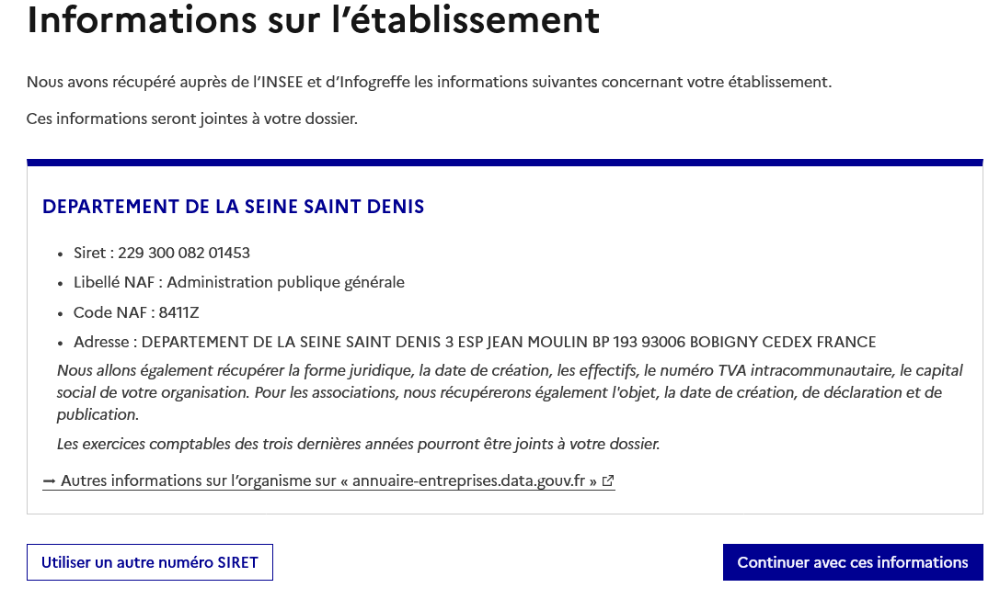 Informations sur l’établissement
Nous avons récupéré auprès de l’INSEE et d’Infogreffe les informations suivantes concernant votre établissement.
Ces informations seront jointes à votre dossier.
DEPARTEMENT DE LA SEINE SAINT DENIS
• Siret : 229 300 082 01453
• Libellé NAF : Administration publique générale
• Code NAF : 8411Z
• Adresse : DEPARTEMENT DE LA SEINE SAINT DENIS 3 ESP JEAN MOULIN BP 193 93006 BOBIGNY CEDEX FRANCE
Nous allons également récupérer la forme juridique, la date de création, les effectifs, le numéro TVA intracommunautaire, le capital
social de votre organisation. Pour les associations, nous récupérerons également l'objet, la date de création, de déclaration et de
publication.
Les exercices comptables des trois dernières années pourront être joints à votre dossier.
→ Autres informations sur l’organisme sur « annuaire-entreprises.data.gouv.fr »
Utiliser un autre numéro SIRET
Continuer avec ces informations